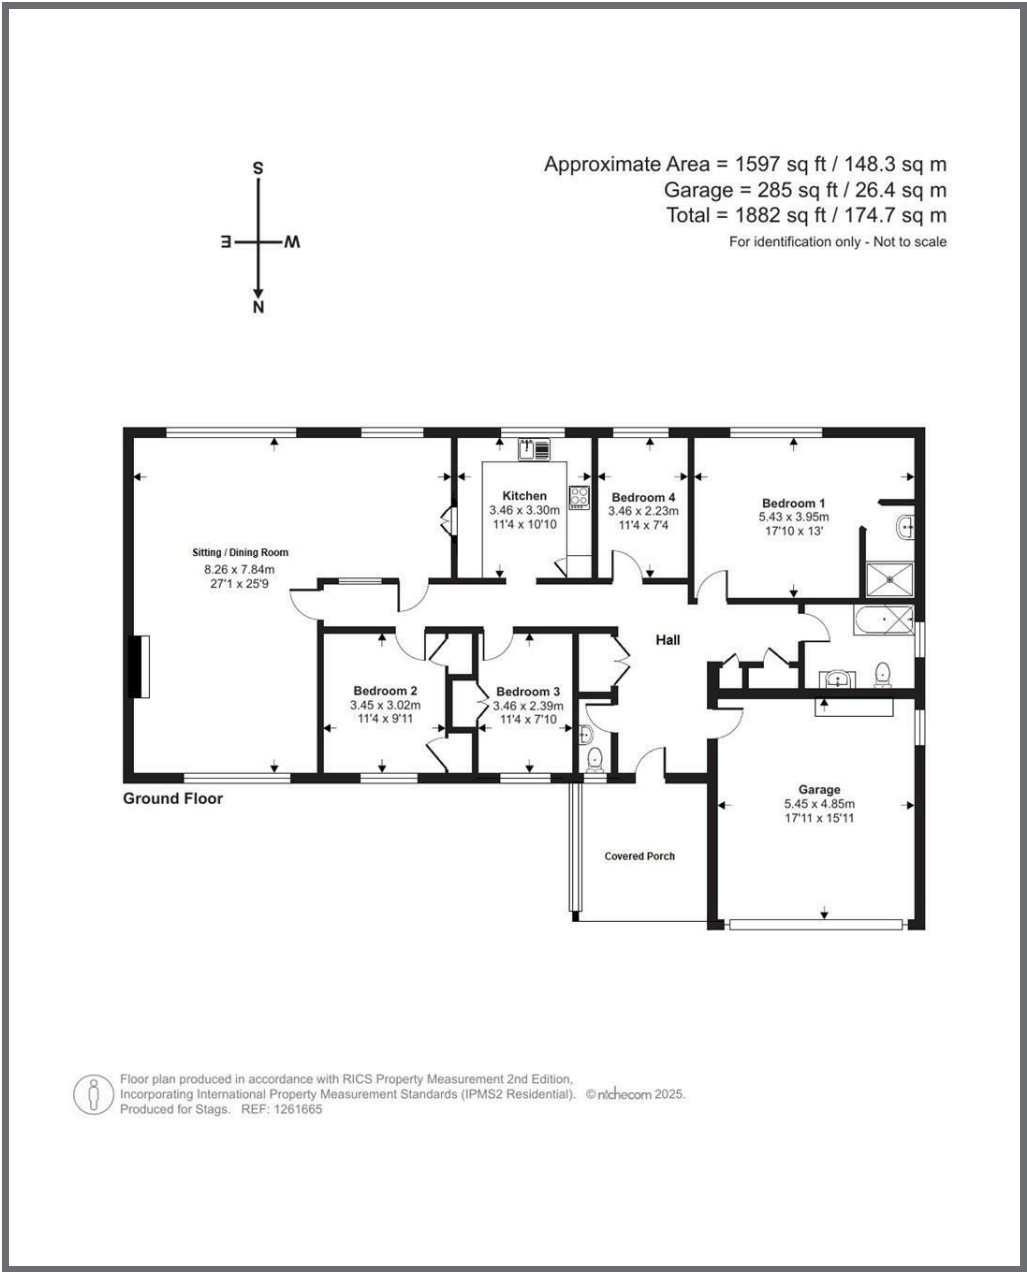 S
E
W
N
Approximate Area = 1597 sq ft / 148.3 sq m
Garage = 285 sq ft / 26.4 sq m
Total = 1882 sq ft / 174.7 sq m
For identification only - Not to scale
Kitchen
3.46 x 3.30m
11'4 x 10'10
Bedroom 4
3.46 x 2.23m
11'4 x 7'4
Bedroom 1
5.43 x 3.95m
17'10 x 13'
Sitting / Dining Room
8.26 x 7.84m
27'1 x 25'9
Hall
Bedroom 2
3.45 x 3.02m
11'4 x 9'11
Bedroom 3
3.46 x 2.39m
11'4 x 7'10
Garage
5.45 x 4.85m
17'11 x 15'11
Ground Floor
Covered Porch
Floor plan produced in accordance with RICS Property Measurement 2nd Edition,
Incorporating International Property Measurement Standards (IPMS2 Residential). © nichecom 2025.
Produced for Stags. REF: 1261665